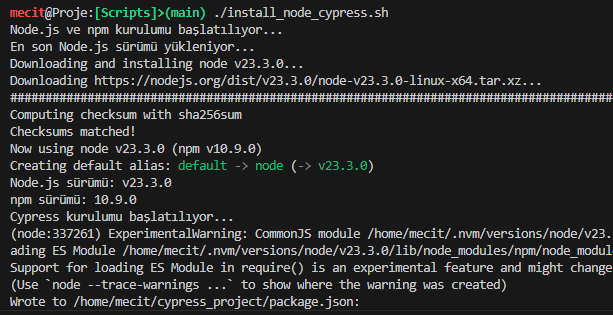 mecit@Proje:[Scripts]>(main) ./install_node_cypress.sh
Node.js ve npm kurulumu başlatılıyor...
En son Node.js sürümü yükleniyor...
Downloading and installing node v23.3.0...
Downloading https://nodejs.org/dist/v23.3.0/node-v23.3.0-linux-x64.tar.xz...
######################################################################################
Computing checksum with sha256sum
Checksums matched!
Now using node v23.3.0 (npm v10.9.0)
Creating default alias: default -> node (-> v23.3.0)
Node.js sürümü: v23.3.0
npm sürümü: 10.9.0
Cypress kurulumu başlatılıyor...
(node:337261) ExperimentalWarning: CommonJS module /home/mecit/.nvm/versions/node/v23.
ading ES Module /home/mecit/.nvm/versions/node/v23.3.0/lib/node_modules/npm/node_modul
Support for loading ES Module in require() is an experimental feature and might change
(Use `node --trace-warnings ...` to show where the warning was created)
Wrote to /home/mecit/cypress_project/package.json: